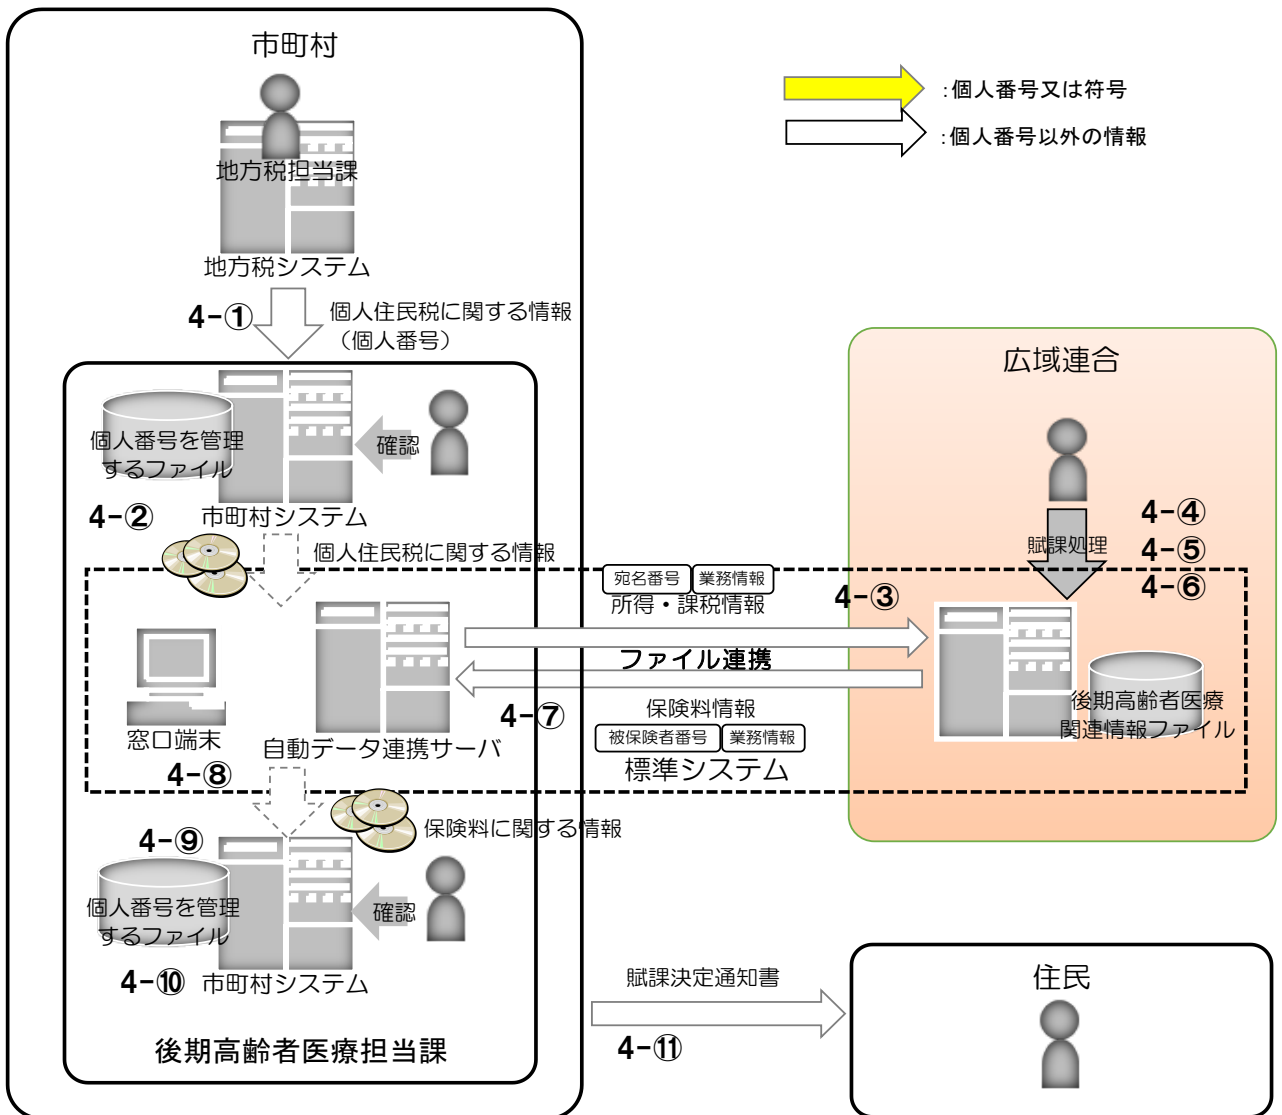 市町村
:個人番号又は符号
:個人番号以外の情報
地方税担当課
地方税システム
4-①
個人住民税に関する情報
（個人番号）
広域連合
個人番号を管理
するファイル
確認
4-②
市町村システム
個人住民税に関する情報
4-④
4-⑤
4-⑥
賦課処理
宛名番号
業務情報
所得・課税情報
4-③
ファイル連携
窓口端末
4-⑧
自動データ連携サーバ
4-⑦
保険料情報
被保険者番号
業務情報
標準システム
後期高齢者医療
関連情報ファイル
保険料に関する情報
4-⑨
個人番号を管理
するファイル
確認
4-⑩
市町村システム
後期高齢者医療担当課
賦課決定通知書
4-⑪
住民